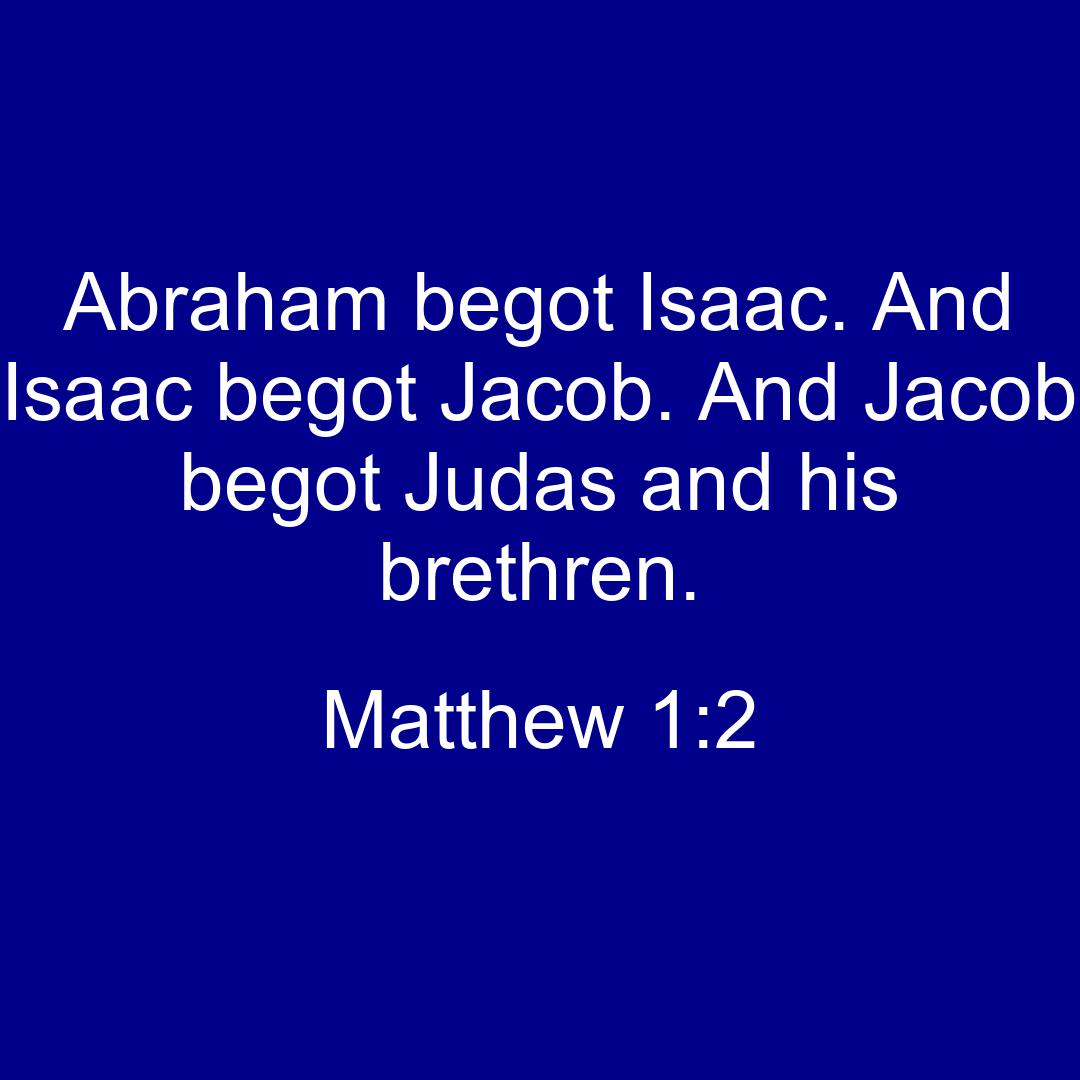 Abraham begot Isaac. And
Isaac begot Jacob. And Jacob
begot Judas and his
brethren.
Matthew 1:2